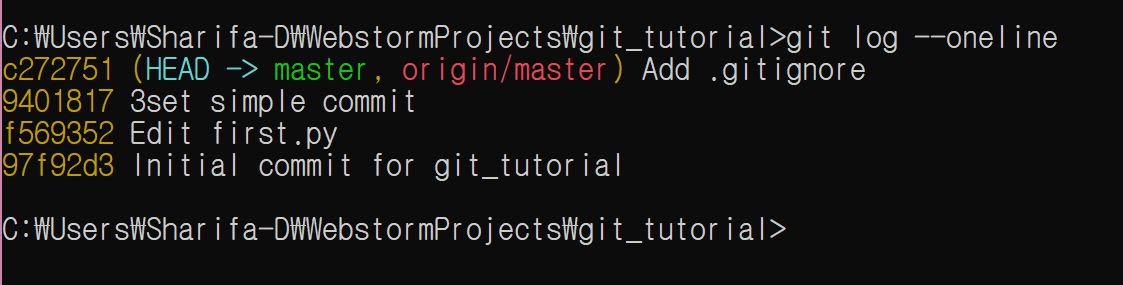 C:₩Users₩Sharifa-D₩WebstormProjects₩git_tutorial>git log --oneline
c272751 (HEAD -> master, origin/master) Add .gitignore
9401817 3set simple commit
f569352 Edit first.py
97f92d3 Initial commit for git_tutorial
C:₩Users₩Sharifa-D₩WebstormProjects₩git_tutorial>